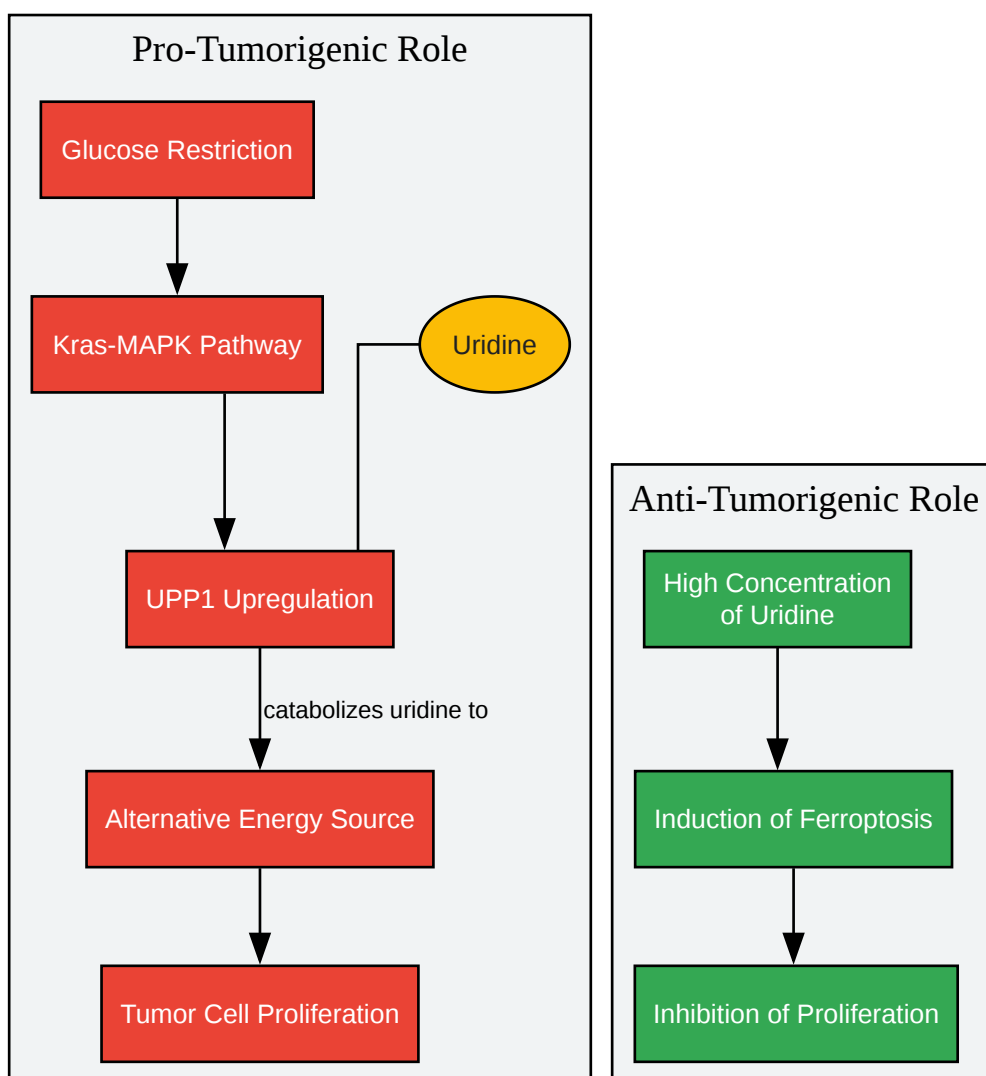 Pro-Tumorigenic Role
Glucose Restriction
Kras-MAPK Pathway
Uridine
UPP1 Upregulation
catabolizes uridine to
Alternative Energy Source
Tumor Cell Proliferation
Anti-Tumorigenic Role
High Concentration
of Uridine
Induction of Ferroptosis
Inhibition of Proliferation